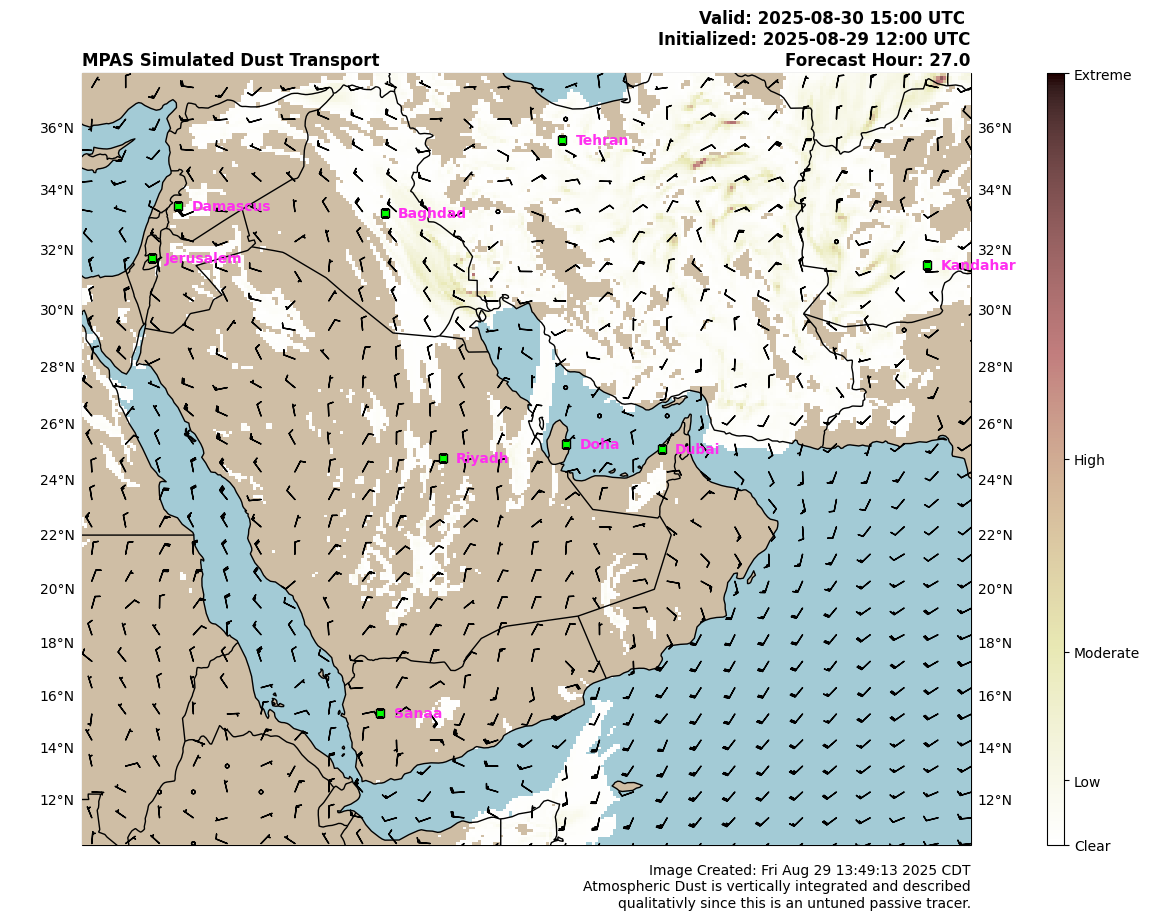 Valid: 2025-08-30 15:00 UTC
Initialized: 2025-08-29 12:00 UTC
MPAS Simulated Dust Transport
Forecast Hour: 27.0
Extreme
36°N
36°N
Tehran
34°N
34°N
Damascus
Baghdad
32°N
32°N
Jerusalem
Kandahar
30°N
30°N
28°N
28°N
26°N
26°N
Doha
Dubai
Riyadh
High
24°N
24°N
22°N
22°N
20°N
20°N
18°N
18°N
Moderate
16°N
16°N
Sanaa
14°N
14°N
Low
12°N
12°N
Clear
Image Created: Fri Aug 29 13:49:13 2025 CDT
Atmospheric Dust is vertically integrated and described
qualitativly since this is an untuned passive tracer.